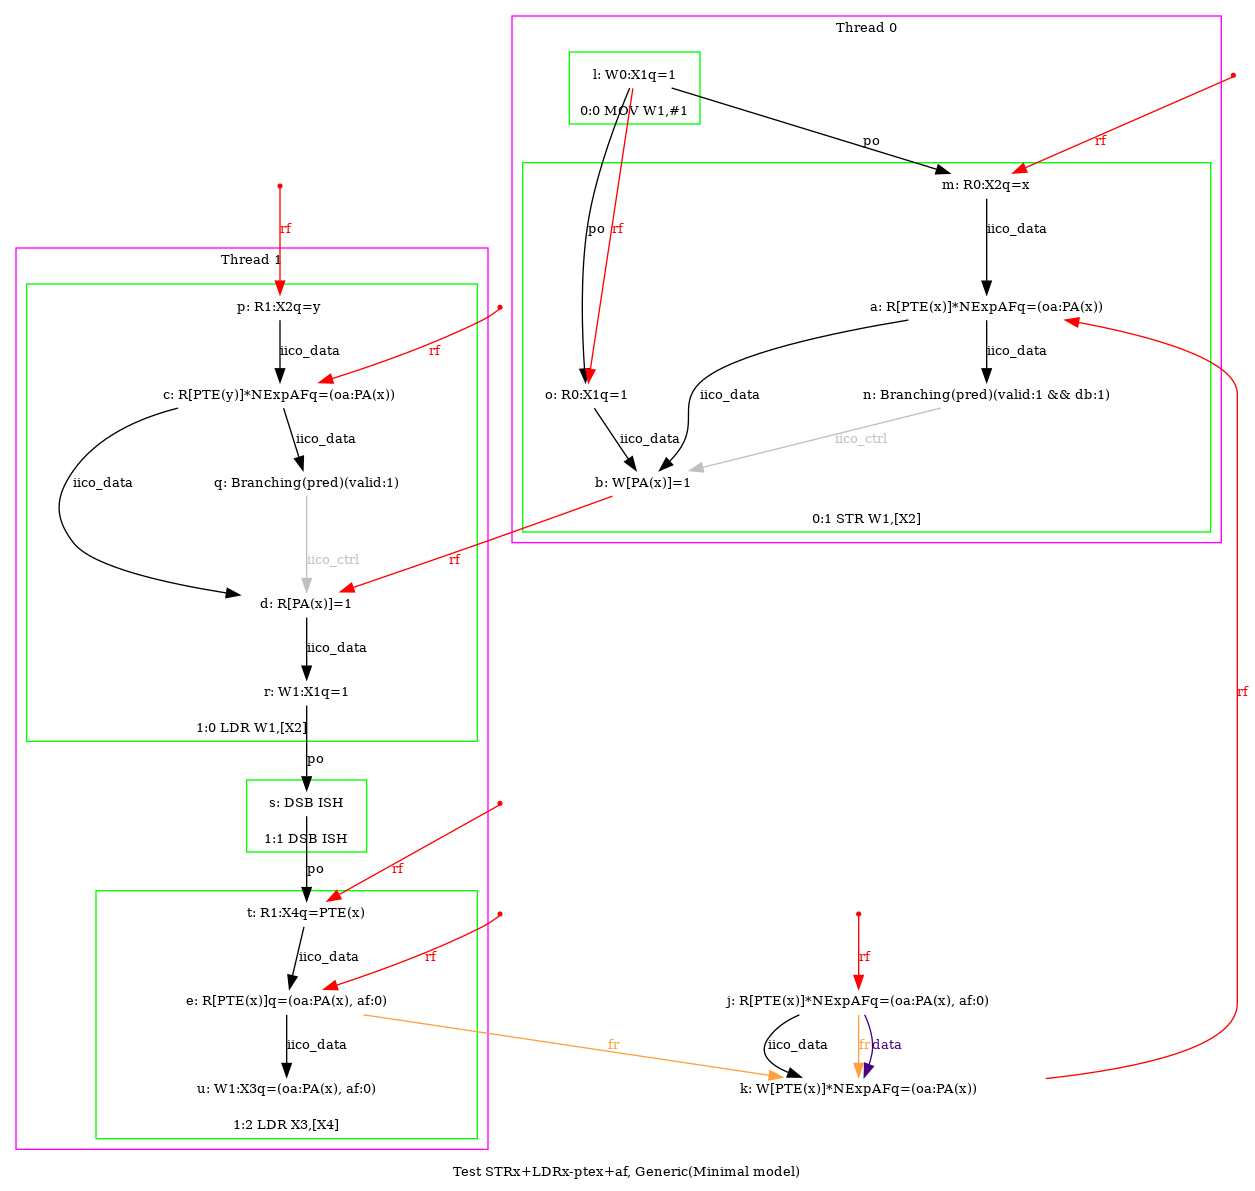 Thread 0
l: W0:X1q=1
0:0 MOV W1,#1
po
rf
m: R0:X2q=x
rf
Thread 1
po
rf
iico_data
p: R1:X2q=y
a: R[PTE(x)]*NExpAFq=(oa:PA(x))
iico_data
rf
iico_data
c: R[PTE(y)]*NExpAFq=(oa:PA(x))
iico_data
o: R0:X1q=1
n: Branching(pred)(valid:1 && db:1)
iico_data
iico_data
iico_data
iico_ctrl
q: Branching(pred)(valid:1)
b: W[PA(x)]=1
0:1 STR W1,[X2]
iico_ctrl
rf
d: R[PA(x)]=1
iico_data
r: W1:X1q=1
rf
1:0 LDR W1,[X2]
po
s: DSB ISH
1:1 DSB ISH
po
rf
t: R1:X4q=PTE(x)
iico_data
rf
rf
e: R[PTE(x)]q=(oa:PA(x), af:0)
j: R[PTE(x)]*NExpAFq=(oa:PA(x), af:0)
iico_data
fr
iico_data
fr
data
u: W1:X3q=(oa:PA(x), af:0)
k: W[PTE(x)]*NExpAFq=(oa:PA(x))
1:2 LDR X3,[X4]
Test STRx+LDRx-ptex+af, Generic(Minimal model)